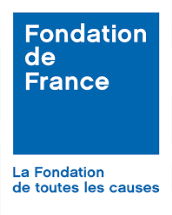 Fondation
de
France
La Fondation
de toutes les causes